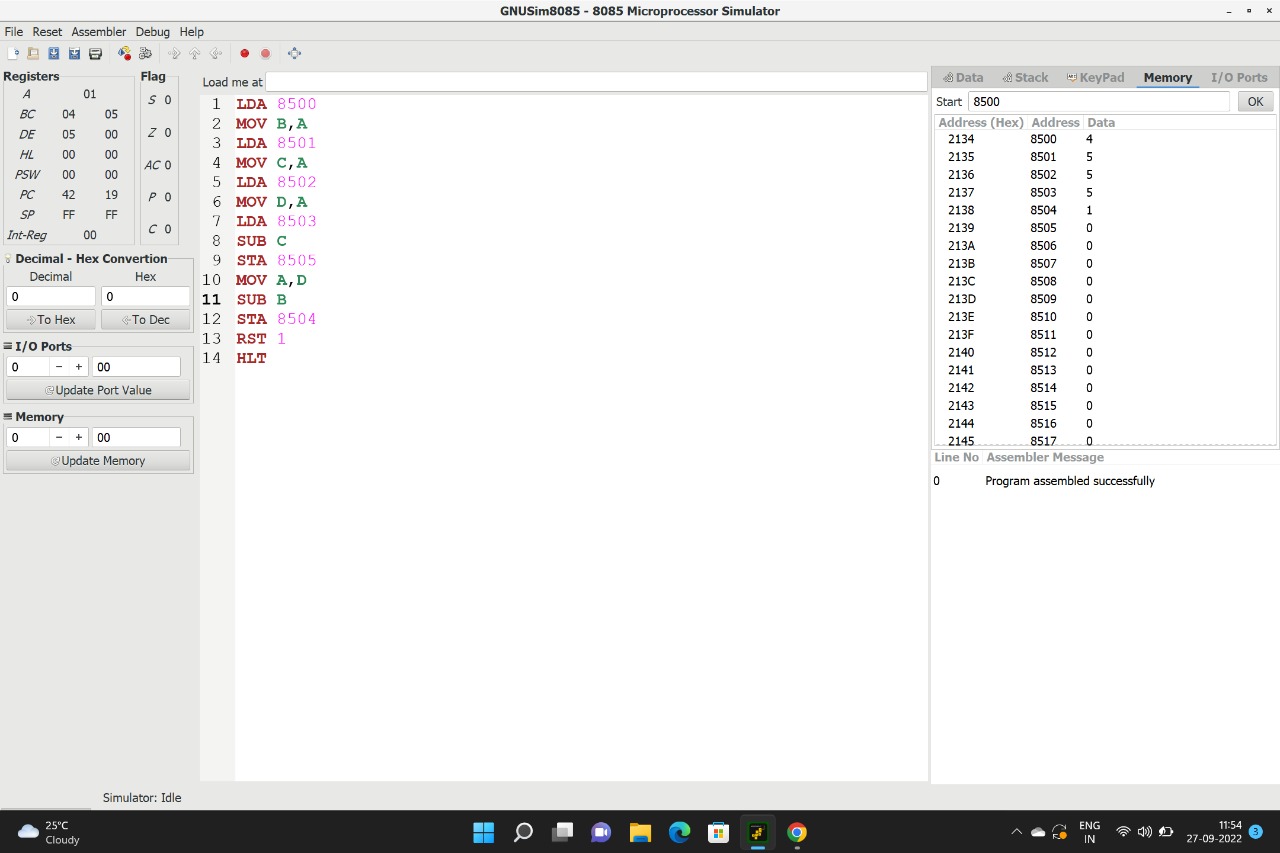 GNUSim8085 - 8085 Microprocessor Simulator
File Reset Assembler Debug Help
Registers
A 01
BC 04 05
DE 05 00
HL 00 00
PSW 00 00
PC 42 19
SP FF FF
Int-Reg 00
Flag
S 0
Z 0
AC 0
P 0
C 0
Decimal - Hex Convertion
Decimal Hex
0 0
To Hex To Dec
I/O Ports
0 - + 00
Update Port Value
Memory
0 - + 00
Update Memory
Load me at
1 LDA 8500
2 MOV B,A
3 LDA 8501
4 MOV C,A
5 LDA 8502
6 MOV D,A
7 LDA 8503
8 SUB C
9 STA 8505
10 MOV A,D
11 SUB B
12 STA 8504
13 RST 1
14 HLT
Data Stack KeyPad Memory I/O Ports
Start 8500 OK
Address (Hex) Address Data
2134 8500 4
2135 8501 5
2136 8502 5
2137 8503 5
2138 8504 1
2139 8505 0
213A 8506 0
213B 8507 0
213C 8508 0
213D 8509 0
213E 8510 0
213F 8511 0
2140 8512 0
2141 8513 0
2142 8514 0
2143 8515 0
2144 8516 0
2145 8517 0
Line No Assembler Message
0 Program assembled successfully
Simulator: Idle
25°C
Cloudy
ENG
IN
11:54
27-09-2022
3